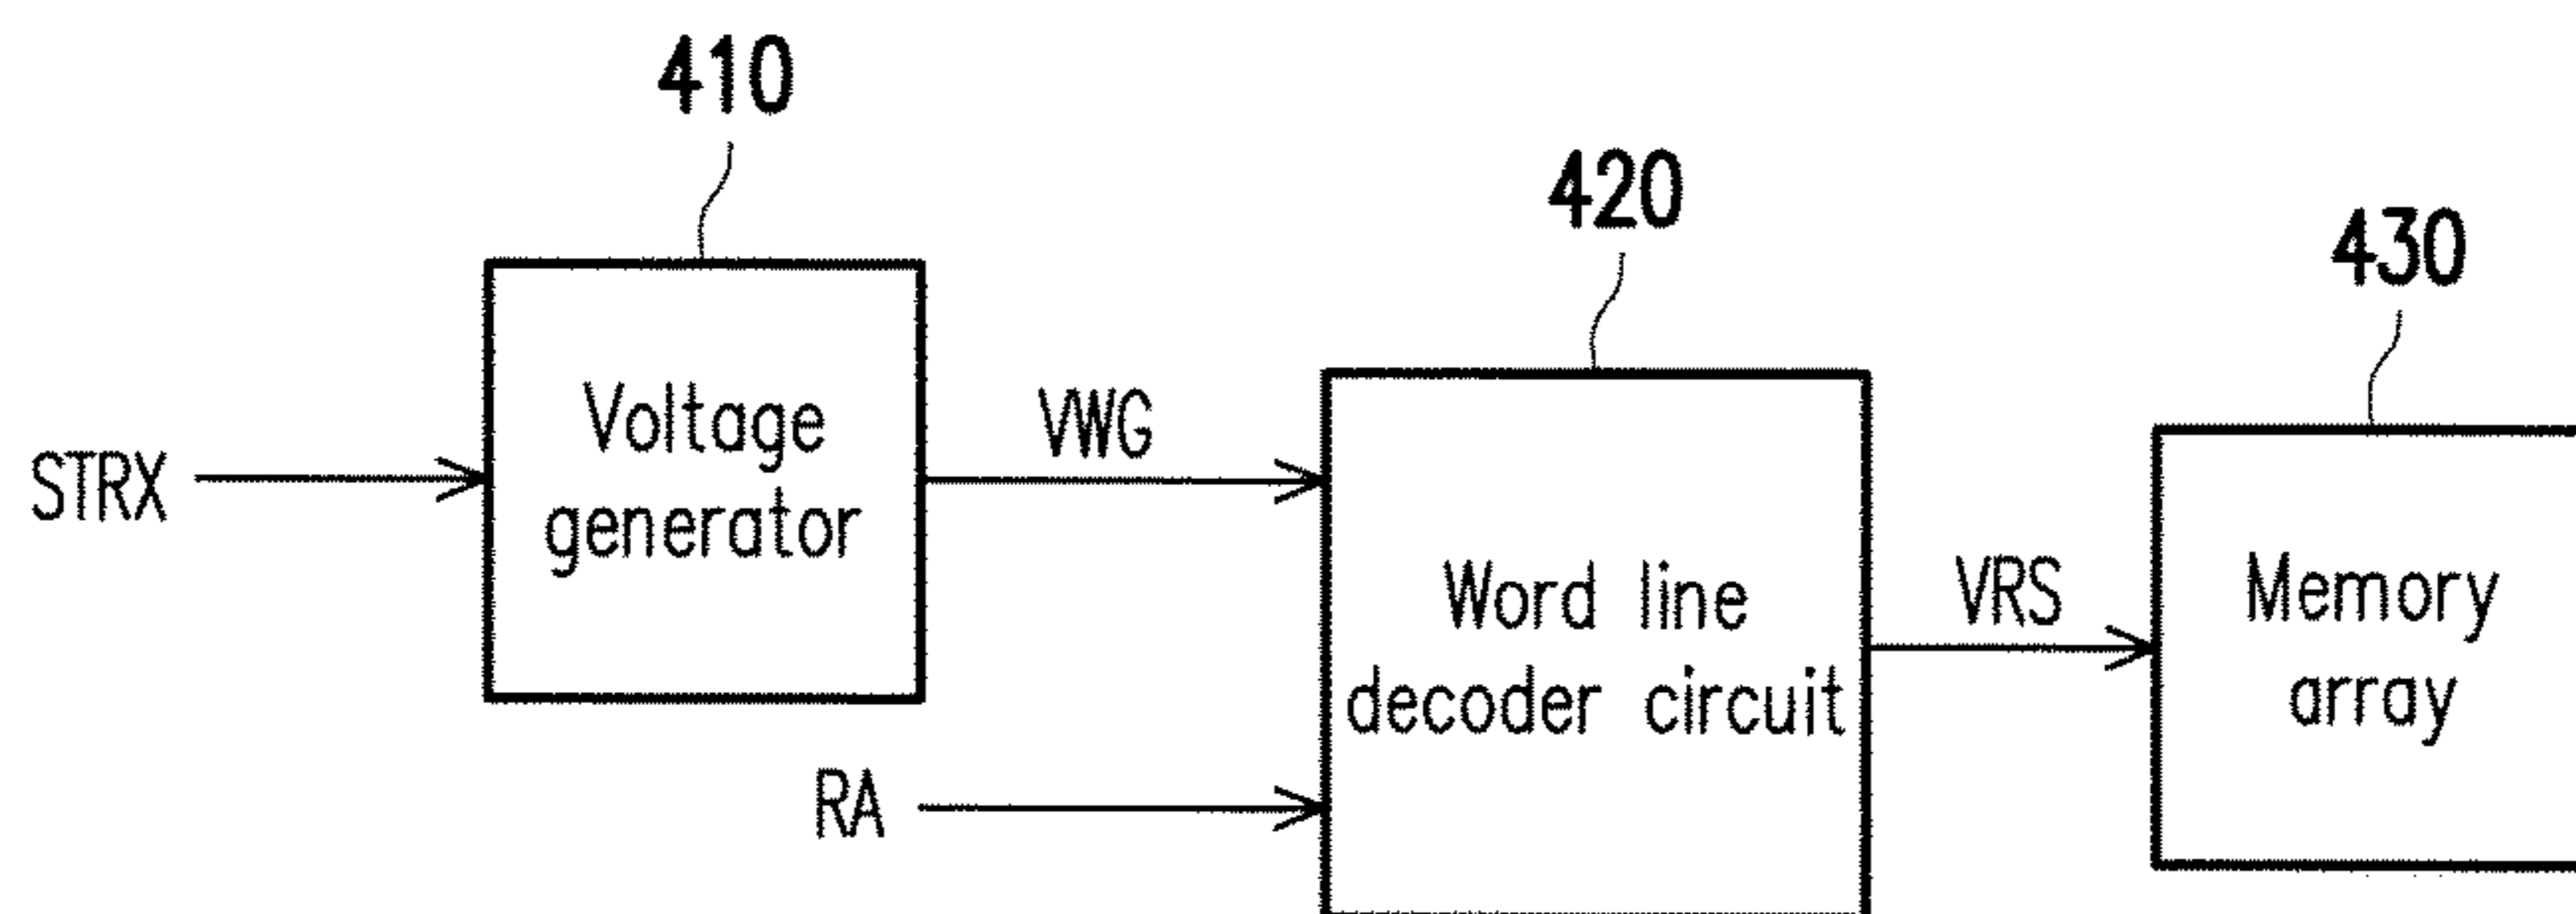 410
420
430
Voltage
generator
STRX
VWG
Word line
decoder circuit
RA
VRS
Memory
array